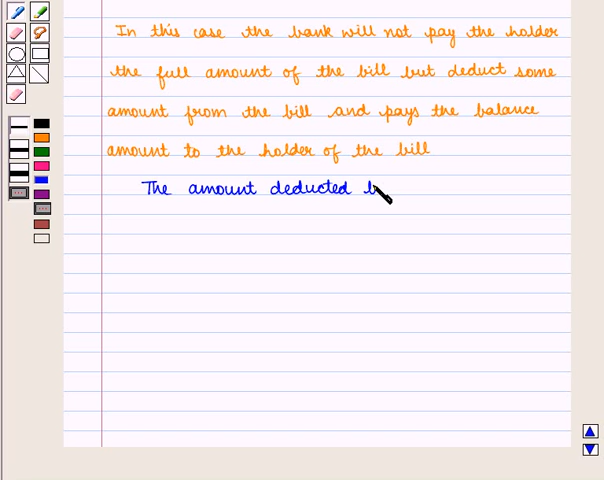 In this case the bank will not pay the holder
the full amount of the bill but deduct some
amount from the bill and pays the balance
amount to the holder of the bill
The amount deducted b